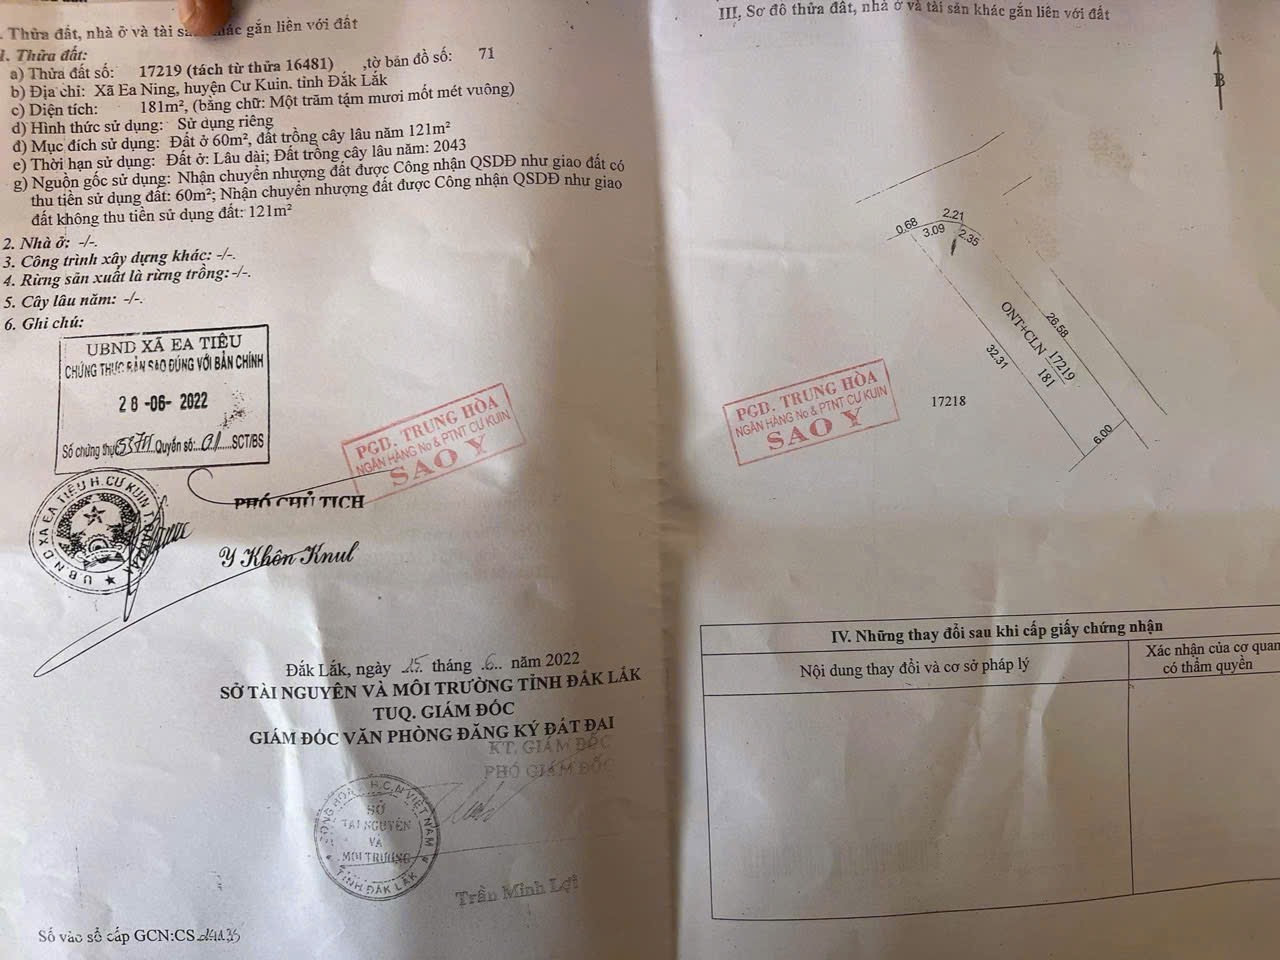 . Thửa đất, nhà ở và tài sản khác gắn liền với đất
1. Thửa đất:
a) Thửa đất số: 17219 (tách từ thửa 16481) ,tờ bản đồ số: 71
b) Địa chỉ: Xã Ea Ning, huyện Cư Kuin, tỉnh Đắk Lắk
c) Diện tích: 181m², (bằng chữ: Một trăm tám mươi mốt mét vuông)
d) Hình thức sử dụng: Sử dụng riêng
đ) Mục đích sử dụng: Đất ở 60m², đất trồng cây lâu năm 121m²
e) Thời hạn sử dụng: Đất ở: Lâu dài; Đất trồng cây lâu năm: 2043
g) Nguồn gốc sử dụng: Nhận chuyển nhượng đất được Công nhận QSDĐ như giao đất có
thu tiền sử dụng đất: 60m²; Nhận chuyển nhượng đất được Công nhận QSDĐ như giao
đất không thu tiền sử dụng đất: 121m²
2. Nhà ở: -/-.
3. Công trình xây dựng khác: -/-.
4. Rừng sản xuất là rừng trồng:-/-.
5. Cây lâu năm: -/-.
6. Ghi chú:
UBND XÃ EA TIÊU
CHỨNG THỰC BẢN SAO ĐÚNG VỚI BẢN CHÍNH
28-06-2022
Số chứng thực Quyển số: 01 SCT/BS
PGD. TRUNG HÒA
NGÂN HÀNG No & PTNT CƯ KUIN
SAO Y
PHÓ CHỦ TỊCH
U.B.N.D XÃ EA TIÊU H. CƯ KUIN T. ĐẮK LẮK
Y Khôn Knul
Đắk Lắk, ngày 15 tháng 6 năm 2022
SỞ TÀI NGUYÊN VÀ MÔI TRƯỜNG TỈNH ĐẮK LẮK
TUQ. GIÁM ĐỐC
GIÁM ĐỐC VĂN PHÒNG ĐĂNG KÝ ĐẤT ĐAI
KT. GIÁM ĐỐC
PHÓ GIÁM ĐỐC
CỘNG HÒA X.H.C.N VIỆT NAM
SỞ
TÀI NGUYÊN
VÀ
MÔI TRƯỜNG
TỈNH ĐẮK LẮK
Trần Minh Lợi
Số vào sổ cấp GCN:CS
III. Sơ đồ thửa đất, nhà ở và tài sản khác gắn liền với đất
B
0.68
2.21
3.09
2.35
26.58
32.31
ONT+CLN 17219
181
6.00
17218
PGD. TRUNG HÒA
NGÂN HÀNG No & PTNT CƯ KUIN
SAO Y
IV. Những thay đổi sau khi cấp giấy chứng nhận
Nội dung thay đổi và cơ sở pháp lý
Xác nhận của cơ quan
có thẩm quyền